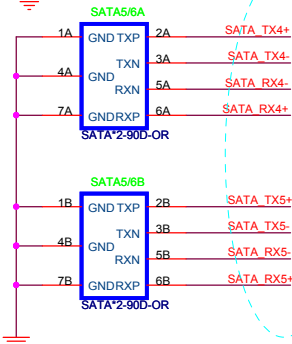 SATA5/6A
1A GND TXP 2A SATA_TX4+
TXN 3A SATA_TX4-
4A GND
RXN 5A SATA_RX4-
7A GND RXP 6A SATA_RX4+
SATA*2-90D-OR
SATA5/6B
1B GND TXP 2B SATA_TX5+
TXN 3B SATA_TX5-
4B GND
RXN 5B SATA_RX5-
7B GND RXP 6B SATA_RX5+
SATA*2-90D-OR